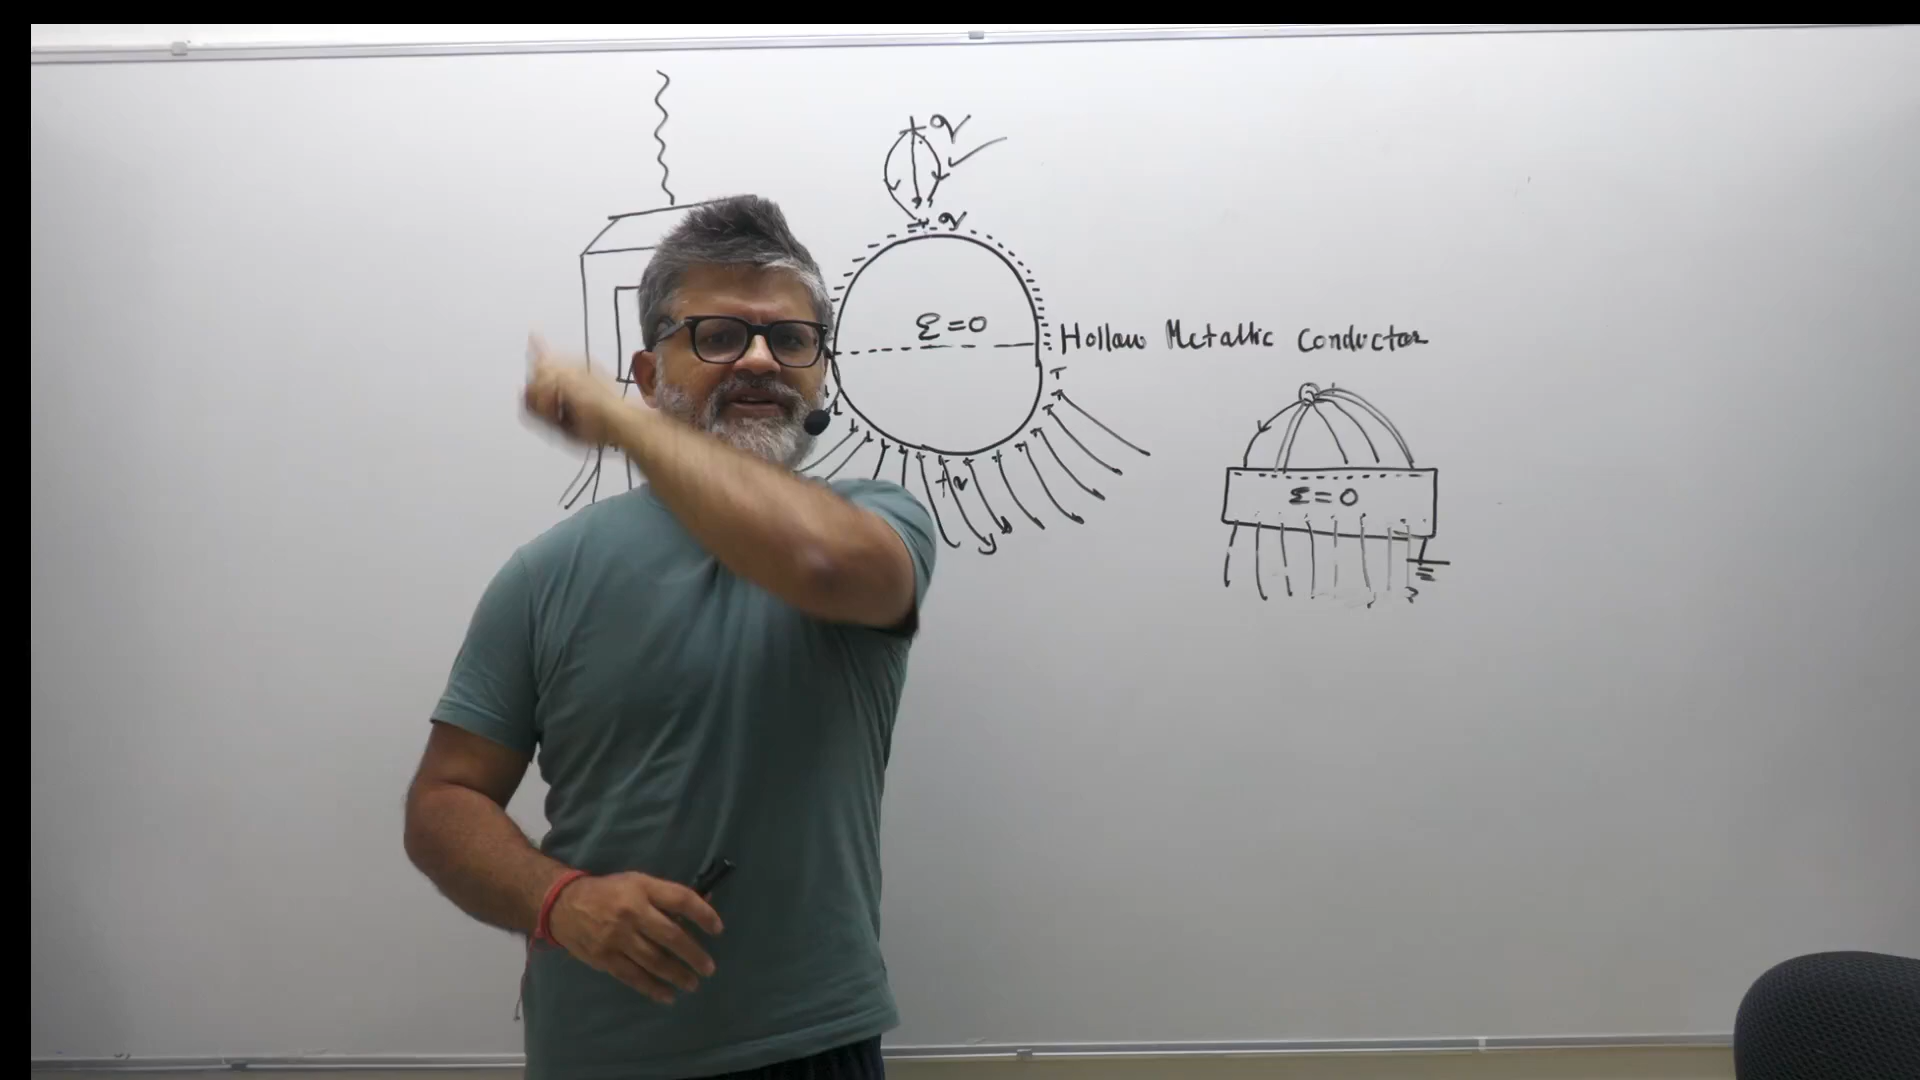 +q
-q
E=0
Hollow Metallic Conductor
+q
E=0